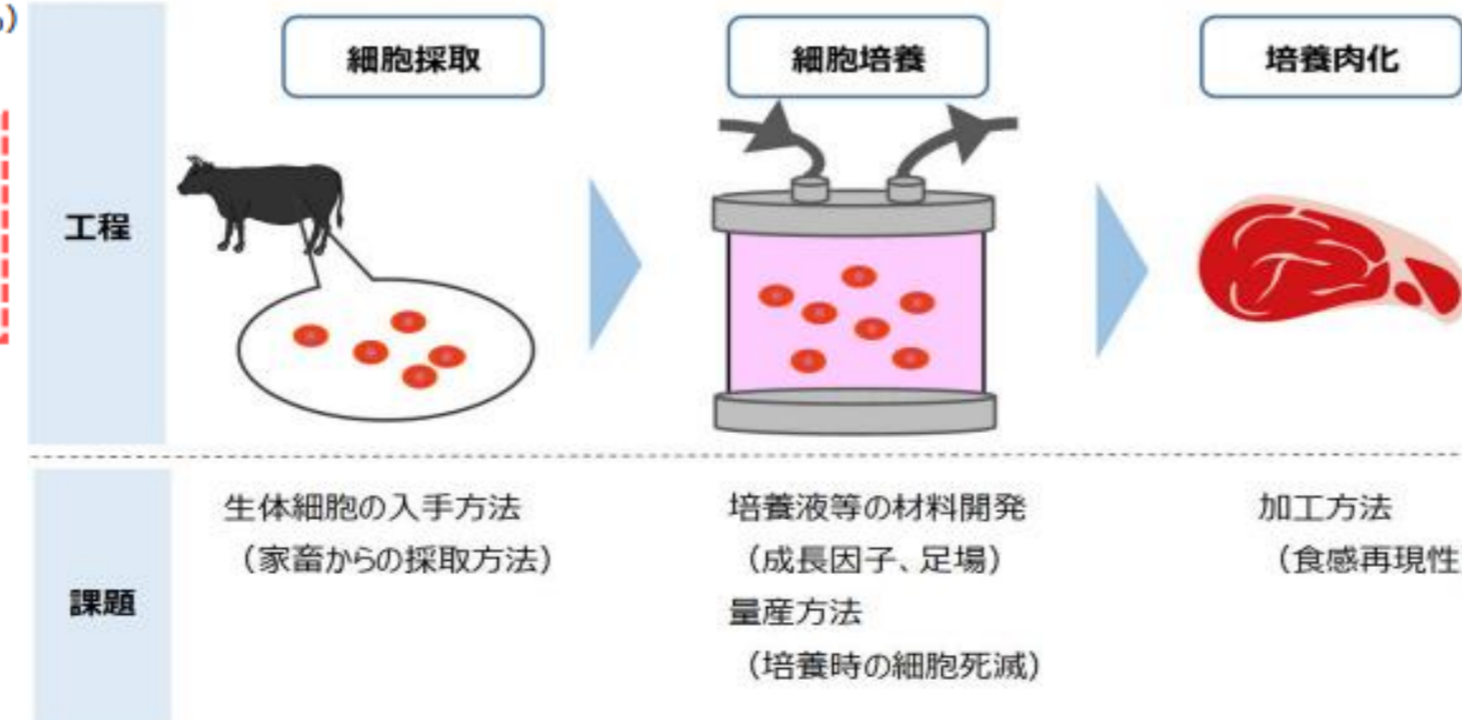 細胞採取
細胞培養
培養肉化
工程
課題
生体細胞の入手方法
（家畜からの採取方法）
培養液等の材料開発
（成長因子、足場）
量産方法
（培養時の細胞死滅）
加工方法
（食感再現性